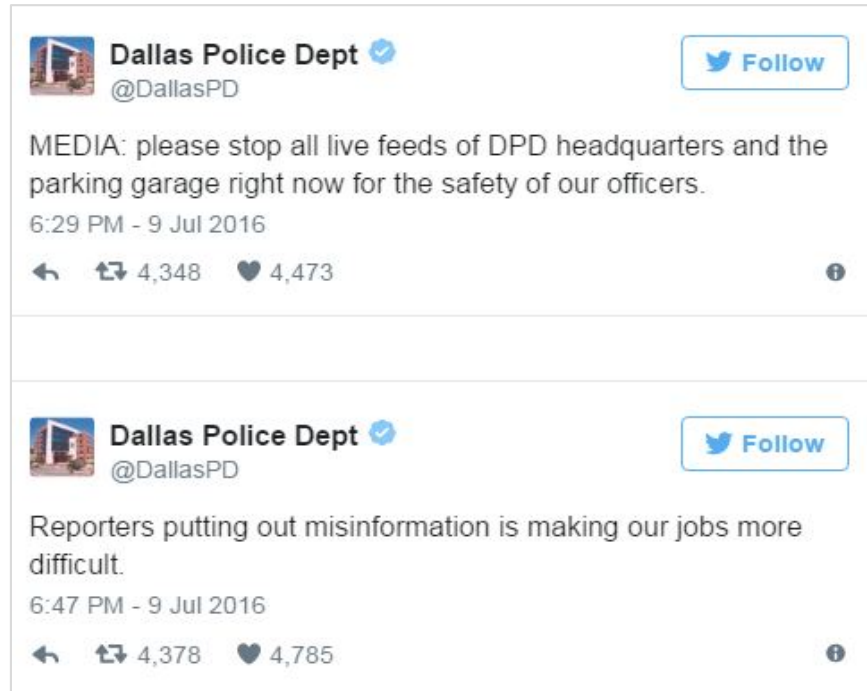 Dallas Police Dept
Follow
@DallasPD
MEDIA: please stop all live feeds of DPD headquarters and the
parking garage right now for the safety of our officers.
6:29 PM - 9 Jul 2016
4,348 4,473
Dallas Police Dept
Follow
@DallasPD
Reporters putting out misinformation is making our jobs more
difficult.
6:47 PM - 9 Jul 2016
4,378 4,785